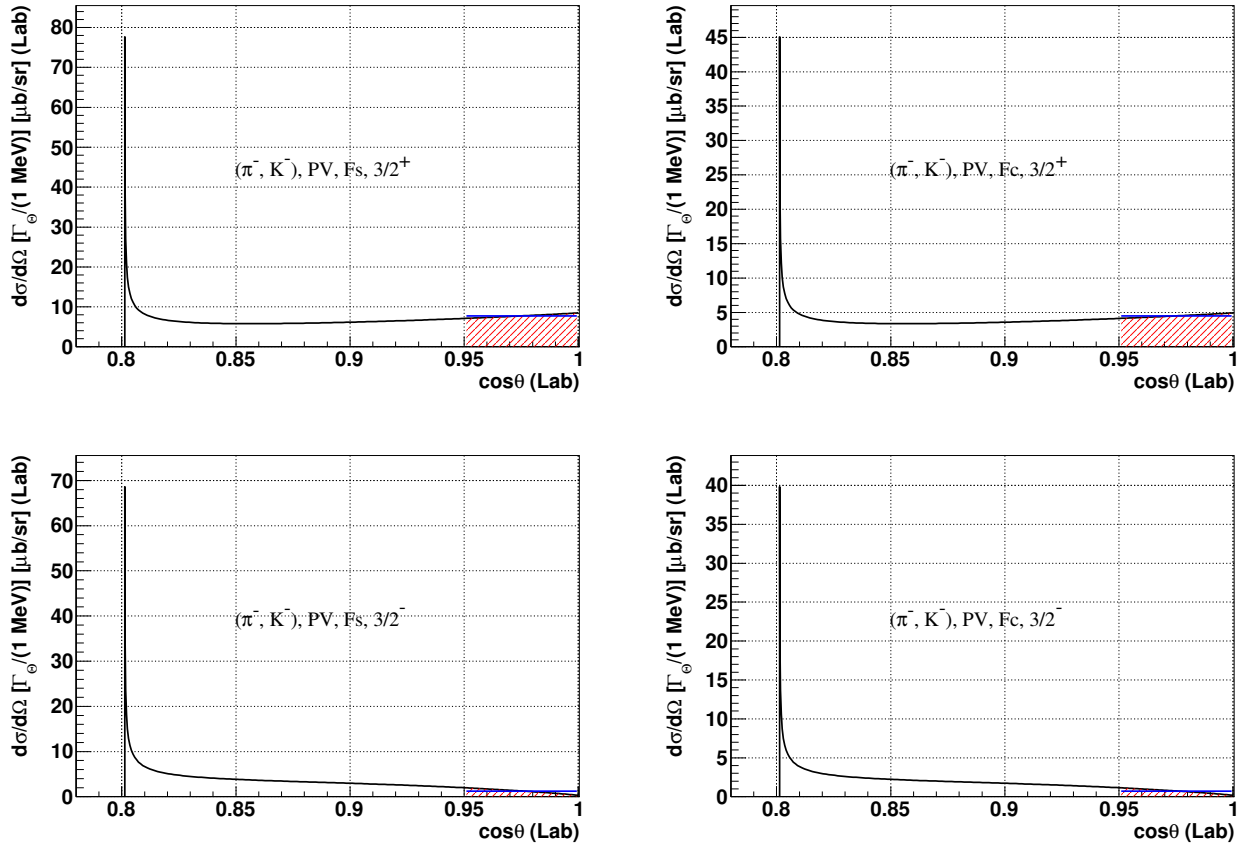 dσ/dΩ [Γ_Θ/(1 MeV)] [μb/sr] (Lab)
80
70
60
50
40
30
20
10
0
(π⁻, K⁻), PV, Fs, 3/2⁺
0.8 0.85 0.9 0.95 1
cosθ (Lab)
dσ/dΩ [Γ_Θ/(1 MeV)] [μb/sr] (Lab)
45
40
35
30
25
20
15
10
5
0
(π⁻, K⁻), PV, Fc, 3/2⁺
0.8 0.85 0.9 0.95 1
cosθ (Lab)
dσ/dΩ [Γ_Θ/(1 MeV)] [μb/sr] (Lab)
70
60
50
40
30
20
10
0
(π⁻, K⁻), PV, Fs, 3/2⁻
0.8 0.85 0.9 0.95 1
cosθ (Lab)
dσ/dΩ [Γ_Θ/(1 MeV)] [μb/sr] (Lab)
40
35
30
25
20
15
10
5
0
(π⁻, K⁻), PV, Fc, 3/2⁻
0.8 0.85 0.9 0.95 1
cosθ (Lab)